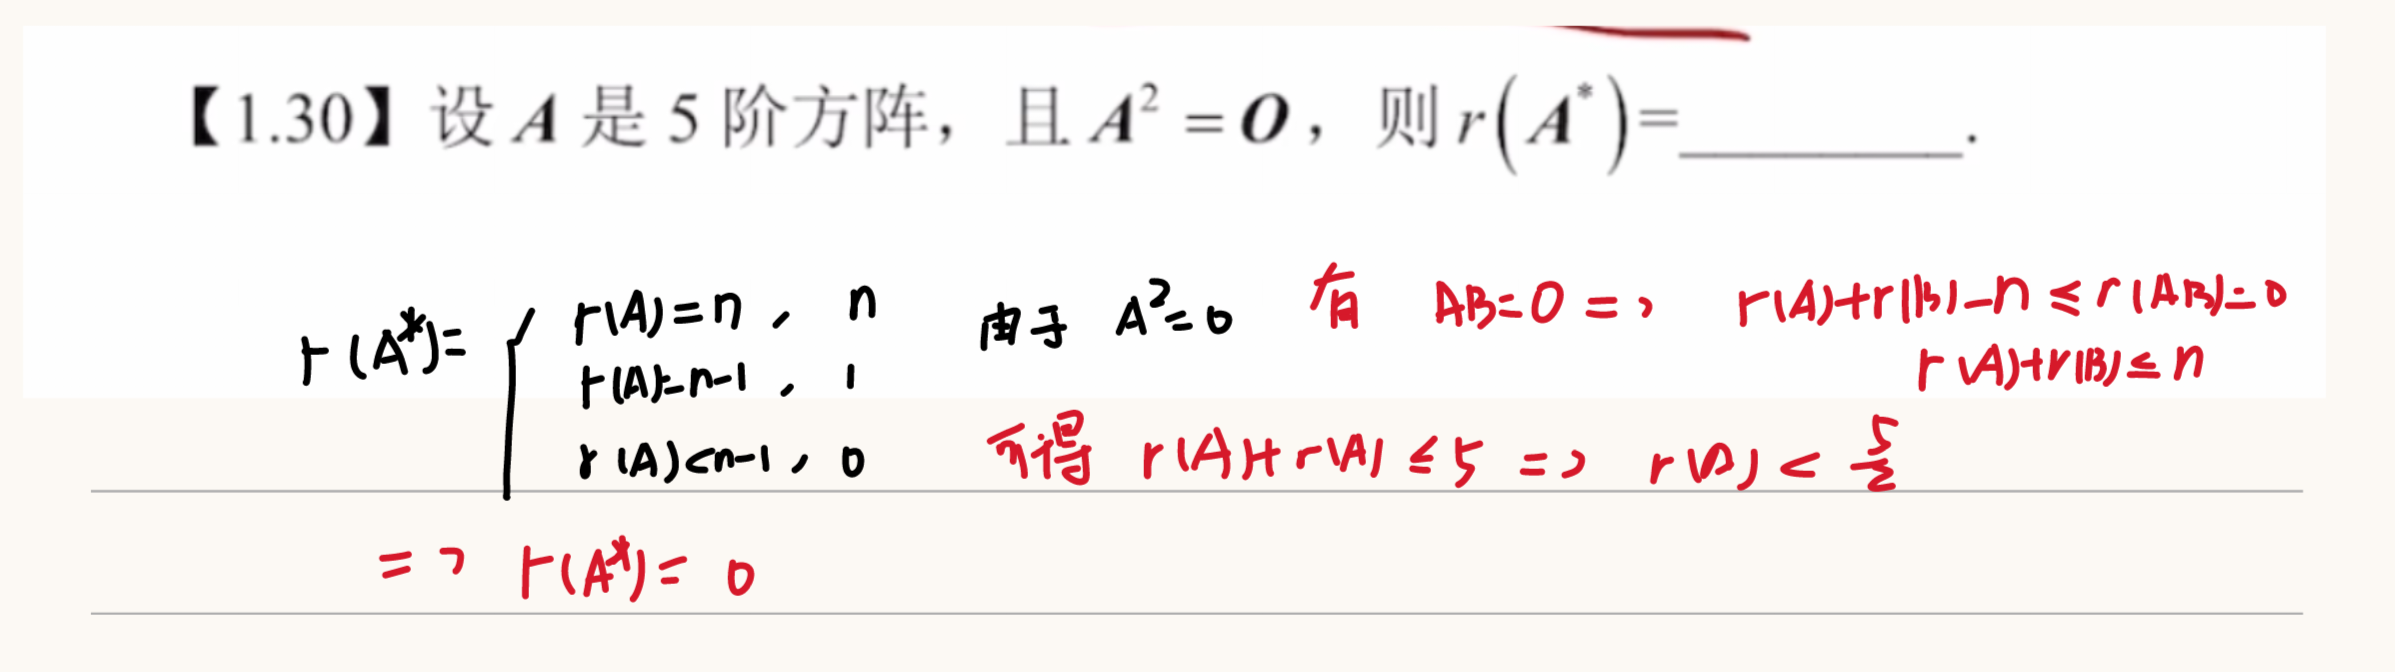 【1.30】设 A 是 5 阶方阵，且 A² = O，则 r(A*)=________.
r(A*)= { r(A)=n , n 由于 A²=0 有 AB=0 => r(A)+r(B)-n ≤ r(AB)=0
r(A)=n-1 , 1 r(A)+r(B)≤n
r(A)<n-1 , 0 可得 r(A)+r(A) ≤5 => r(A) < 5/2
=> r(A*)= 0